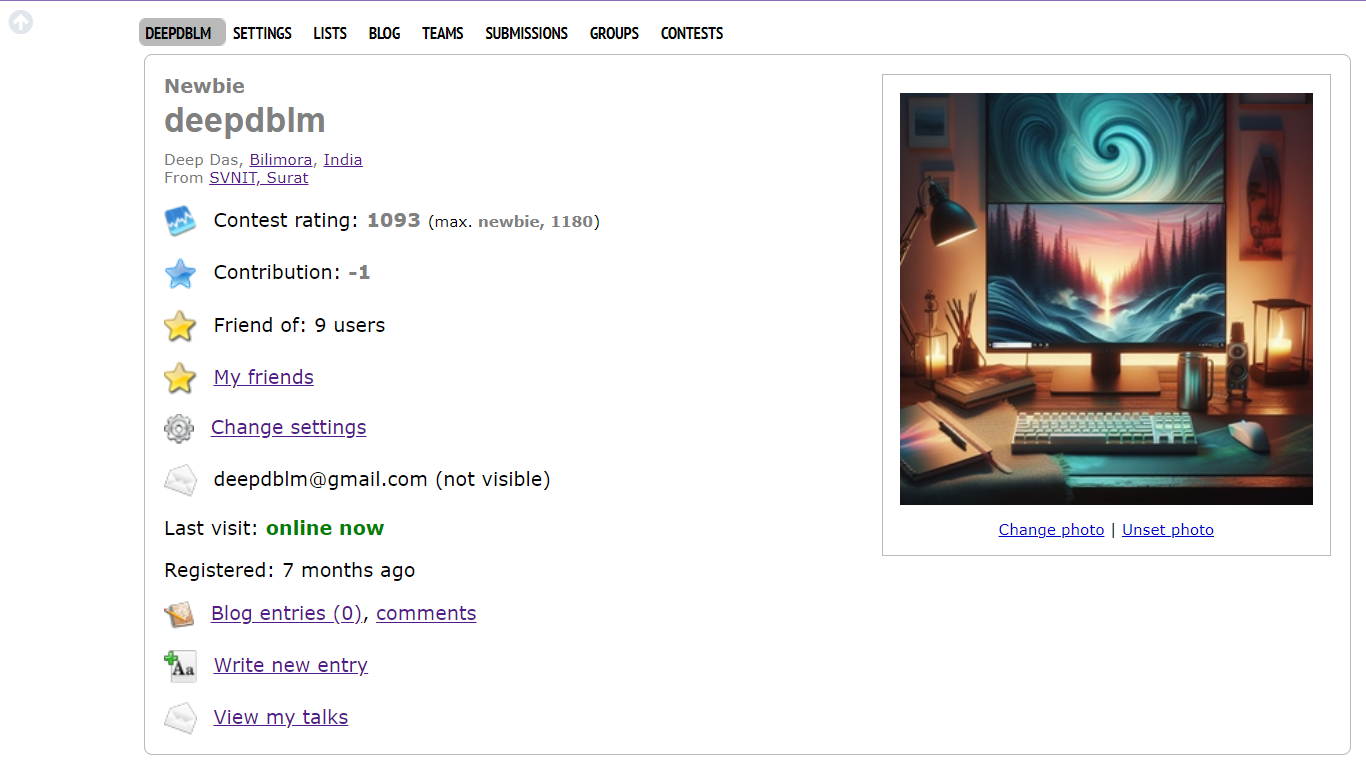 DEEPDBLM SETTINGS LISTS BLOG TEAMS SUBMISSIONS GROUPS CONTESTS
Newbie
deepdblm
Deep Das, Bilimora, India
From SVNIT, Surat
Contest rating: 1093 (max. newbie, 1180)
Contribution: -1
Friend of: 9 users
My friends
Change settings
deepdblm@gmail.com (not visible)
Last visit: online now
Registered: 7 months ago
Blog entries (0), comments
Aa Write new entry
View my talks
Change photo | Unset photo